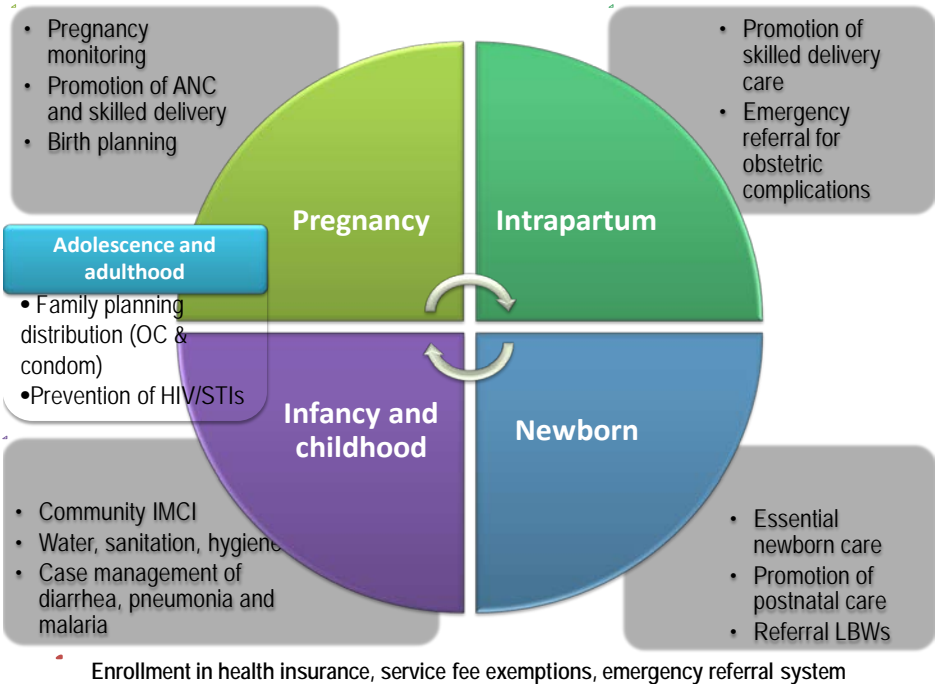 • Pregnancy
monitoring
• Promotion of ANC
and skilled delivery
• Birth planning
• Promotion of
skilled delivery
care
• Emergency
referral for
obstetric
complications
Pregnancy
Intrapartum
Adolescence and
adulthood
• Family planning
distribution (OC &
condom)
•Prevention of HIV/STIs
Infancy and
childhood
Newborn
• Community IMCI
• Water, sanitation, hygiene
• Case management of
diarrhea, pneumonia and
malaria
• Essential
newborn care
• Promotion of
postnatal care
• Referral LBWs
Enrollment in health insurance, service fee exemptions, emergency referral system